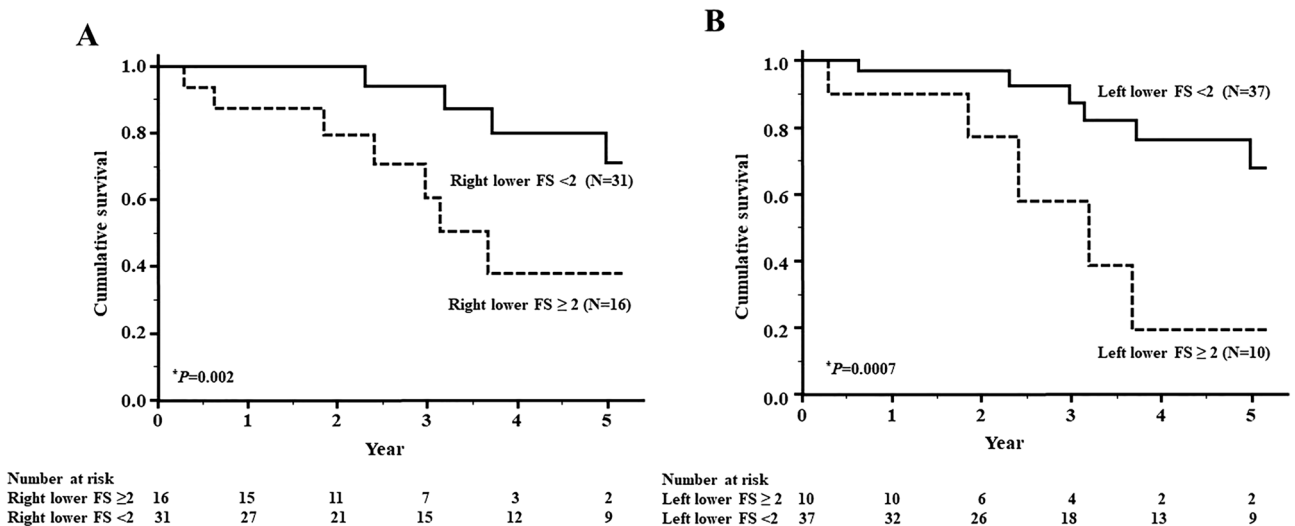 A
Cumulative survival
1.0
0.8
0.6
0.4
0.2
0.0
Right lower FS <2 (N=31)
Right lower FS ≥ 2 (N=16)
*P=0.002
0 1 2 3 4 5
Year
Number at risk
Right lower FS ≥2 16 15 11 7 3 2
Right lower FS <2 31 27 21 15 12 9
B
Cumulative survival
1.0
0.8
0.6
0.4
0.2
0.0
Left lower FS <2 (N=37)
Left lower FS ≥ 2 (N=10)
*P=0.0007
0 1 2 3 4 5
Year
Number at risk
Left lower FS ≥ 2 10 10 6 4 2 2
Left lower FS <2 37 32 26 18 13 9